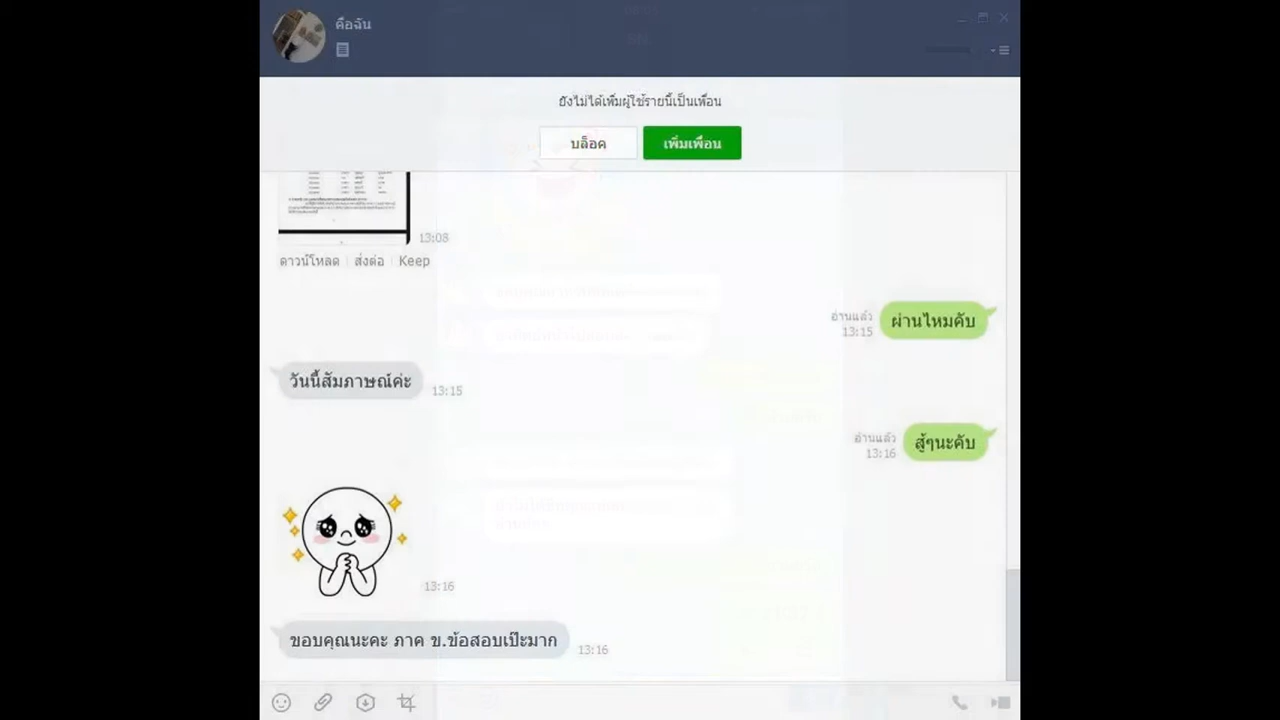 คือฉัน
ยังไม่ได้เพิ่มผู้ใช้รายนี้เป็นเพื่อน
บล็อค
เพิ่มเพื่อน
13:08
ดาวน์โหลด ส่งต่อ Keep
ผ่านไหมคับ
อ่านแล้ว
13:15
วันนี้สัมภาษณ์ค่ะ
13:15
สู้ๆนะคับ
อ่านแล้ว
13:16
13:16
ขอบคุณนะคะ ภาค ข.ข้อสอบเป๊ะมาก
13:16